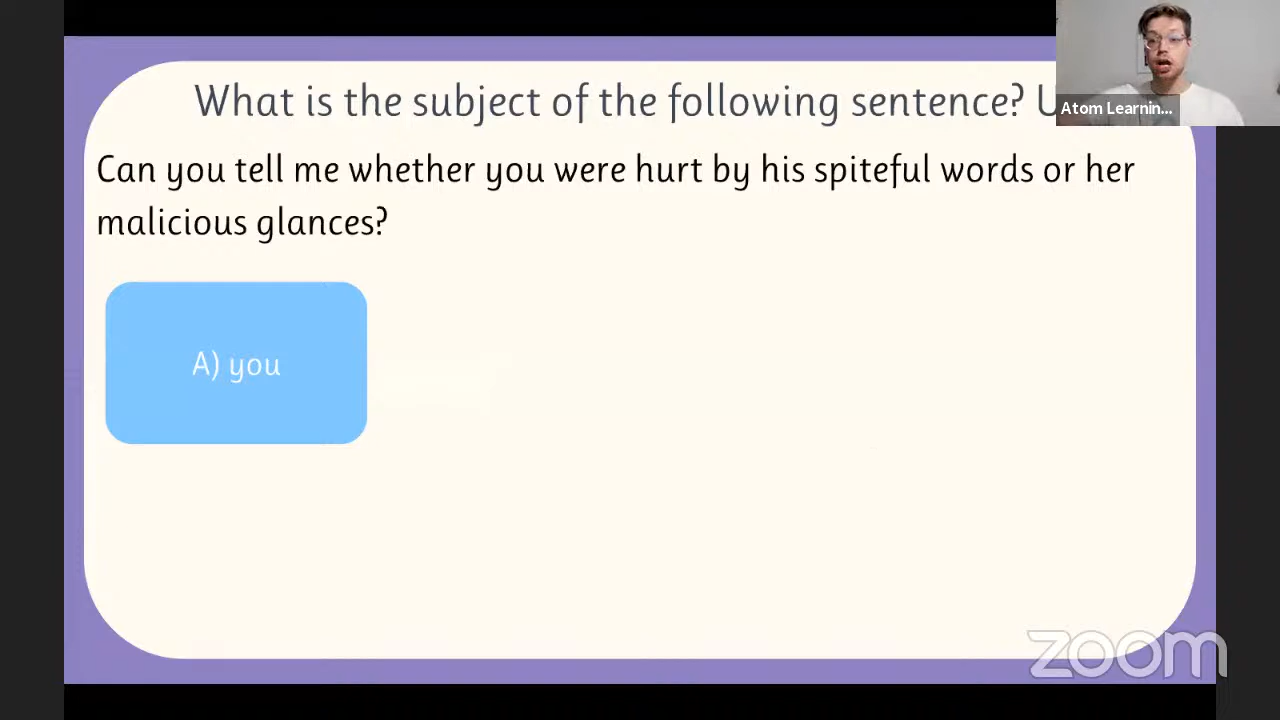 What is the subject of the following sentence? U
Atom Learnin...
Can you tell me whether you were hurt by his spiteful words or her
malicious glances?
A) you
zoom